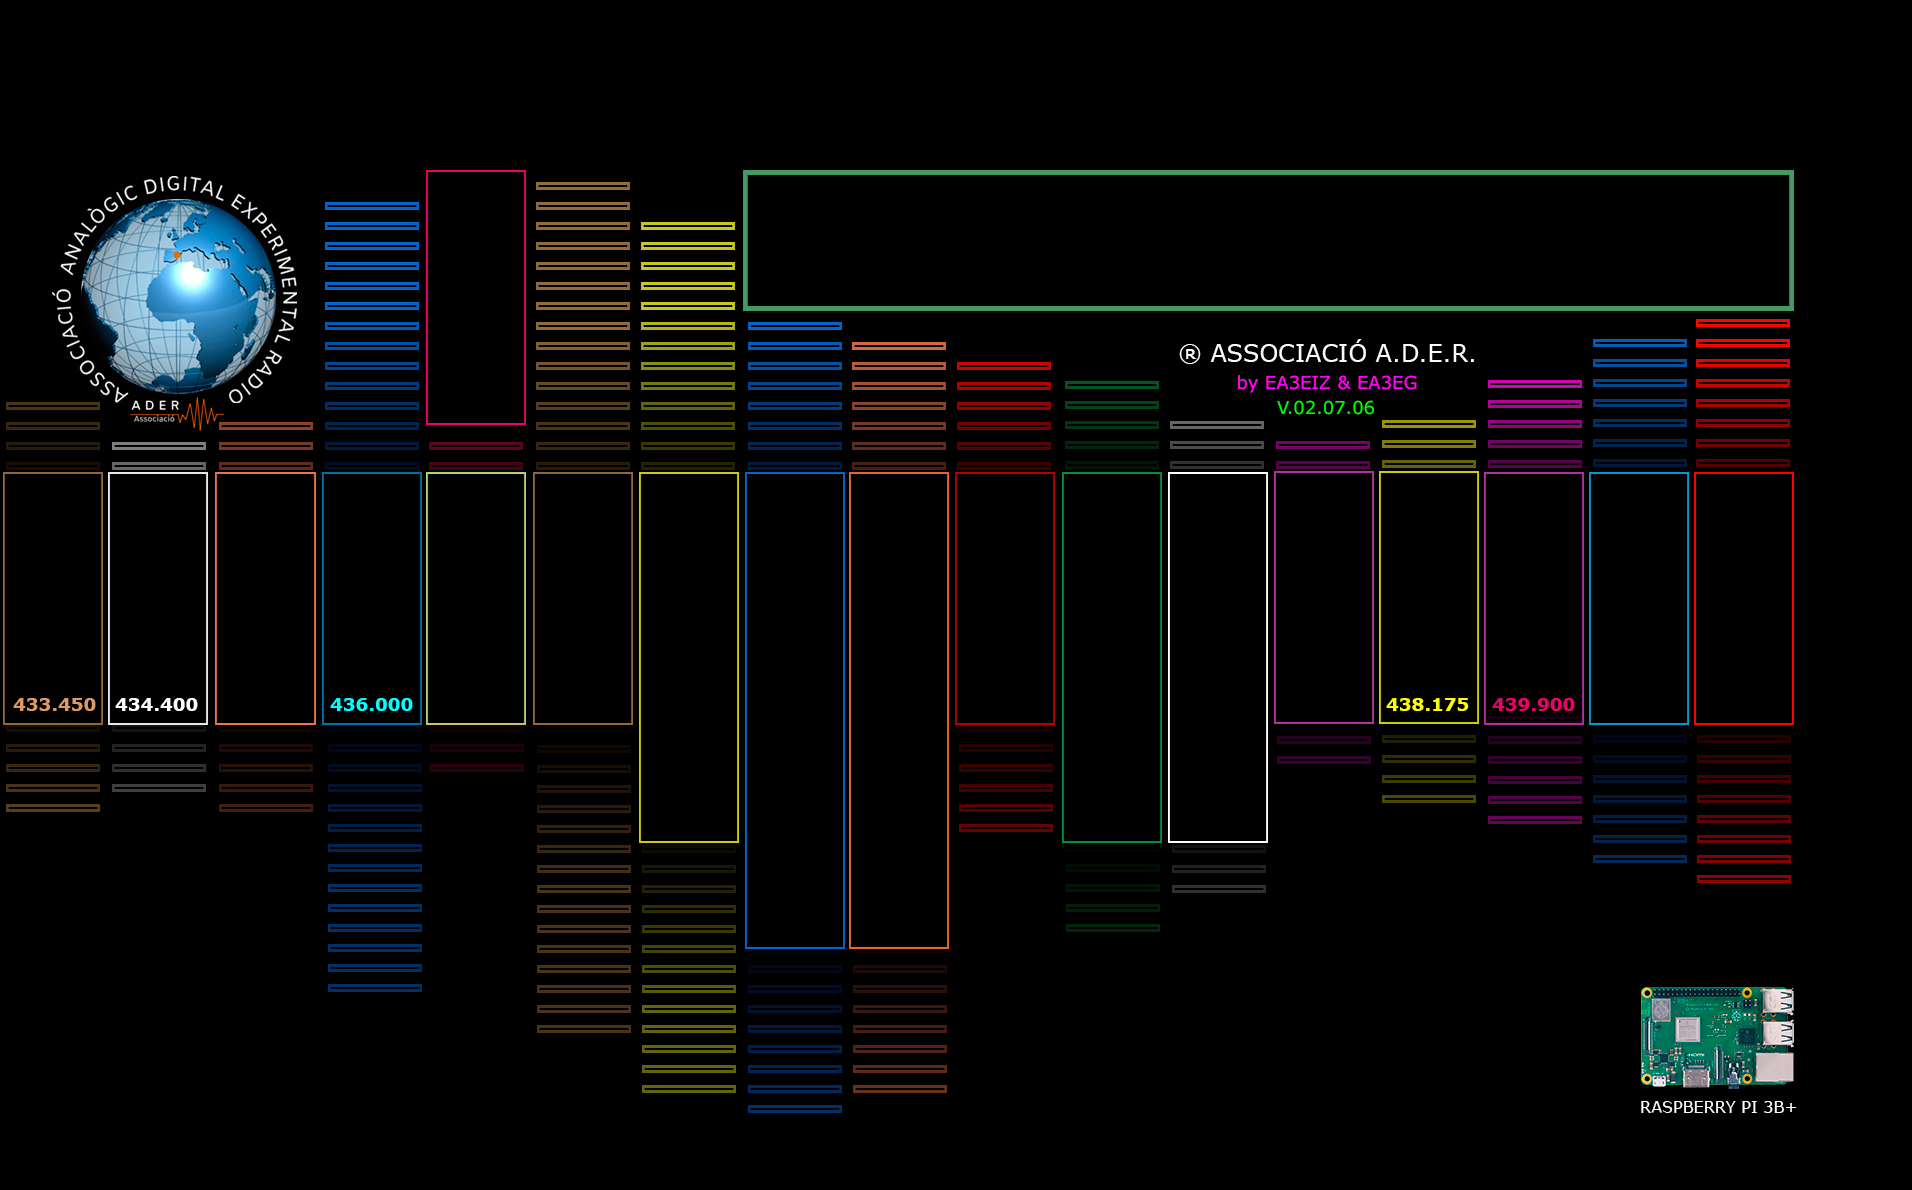 ASSOCIACIÓ ANALÒGIC DIGITAL EXPERIMENTAL RADIO
ADER
Associació
® ASSOCIACIÓ A.D.E.R.
by EA3EIZ & EA3EG
V.02.07.06
433.450
434.400
436.000
438.175
439.900
HDMI
RASPBERRY PI 3B+